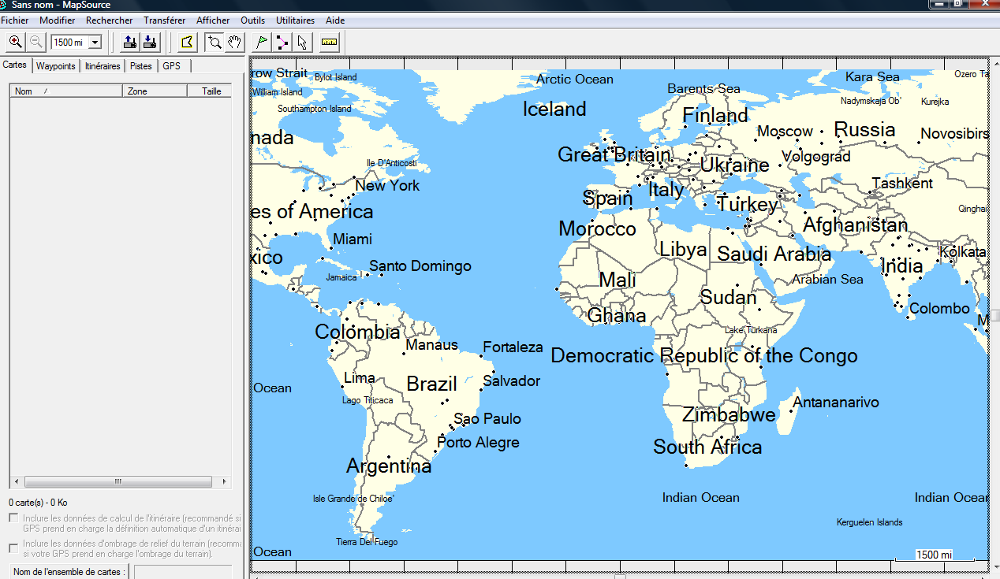 Sans nom - MapSource
Fichier Modifier Rechercher Transférer Afficher Outils Utilitaires Aide
1500 mi
Cartes Waypoints Itinéraires Pistes GPS
Nom Zone Taille
0 carte(s) - 0 Ko
Inclure les données de calcul de l'itinéraire (recommandé si
GPS prend en charge la définition automatique d'un itinérai
Inclure les données d'ombrage de relief du terrain (recomma
si votre GPS prend en charge l'ombrage du terrain).
Nom de l'ensemble de cartes :
row Strait
Bylot Island
Arctic Ocean
Barents Sea
Kara Sea
Ozero Ta
William Island
Southampton Island
Iceland
Finland
Nadymskaja Ob'
Kurejka
nada
Moscow
Russia
Novosibirs
Great Britain
Volgograd
Ile D'Anticosti
Ukraine
New York
Tashkent
Spain
Italy
Turkey
Qinghai
es of America
Morocco
Afghanistan
Miami
Libya
Saudi Arabia
Kolkata
xico
Santo Domingo
India
Jamaica
Mali
Arabian Sea
Sudan
Colombo
Ghana
M
Colombia
Lake Turkana
Manaus
Fortaleza
Democratic Republic of the Congo
Lima
Brazil
Salvador
Ocean
Lago Titicaca
Antananarivo
Sao Paulo
Zimbabwe
Porto Alegre
South Africa
Argentina
Isle Grande de Chiloe'
Indian Ocean
Indian Ocear
Kerguelen Islands
Tierra Del Fuego
Ocean
1500 mi